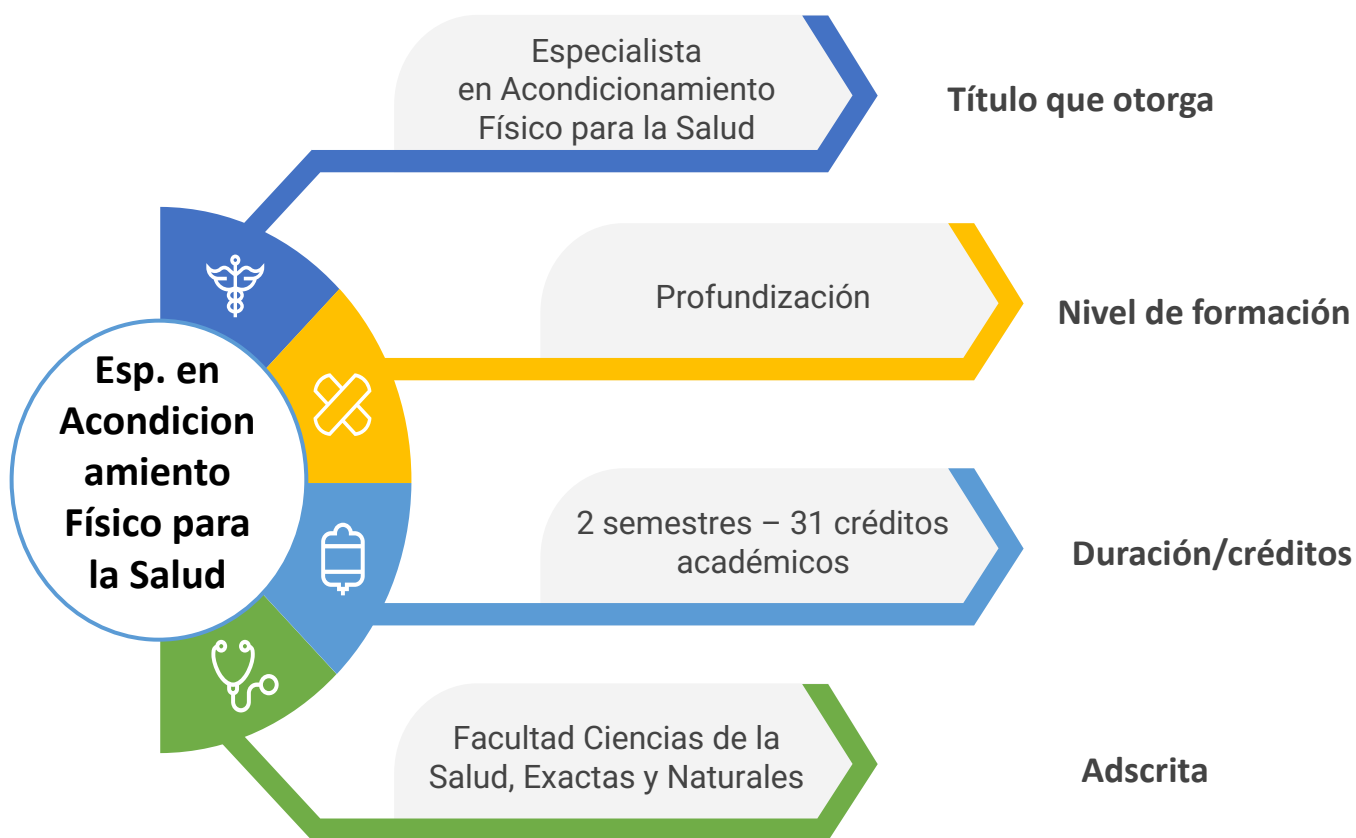 Especialista
en Acondicionamiento
Físico para la Salud
Título que otorga
Profundización
Nivel de formación
Esp. en
Acondicion
amiento
Físico para
la Salud
2 semestres – 31 créditos
académicos
Duración/créditos
Facultad Ciencias de la
Salud, Exactas y Naturales
Adscrita